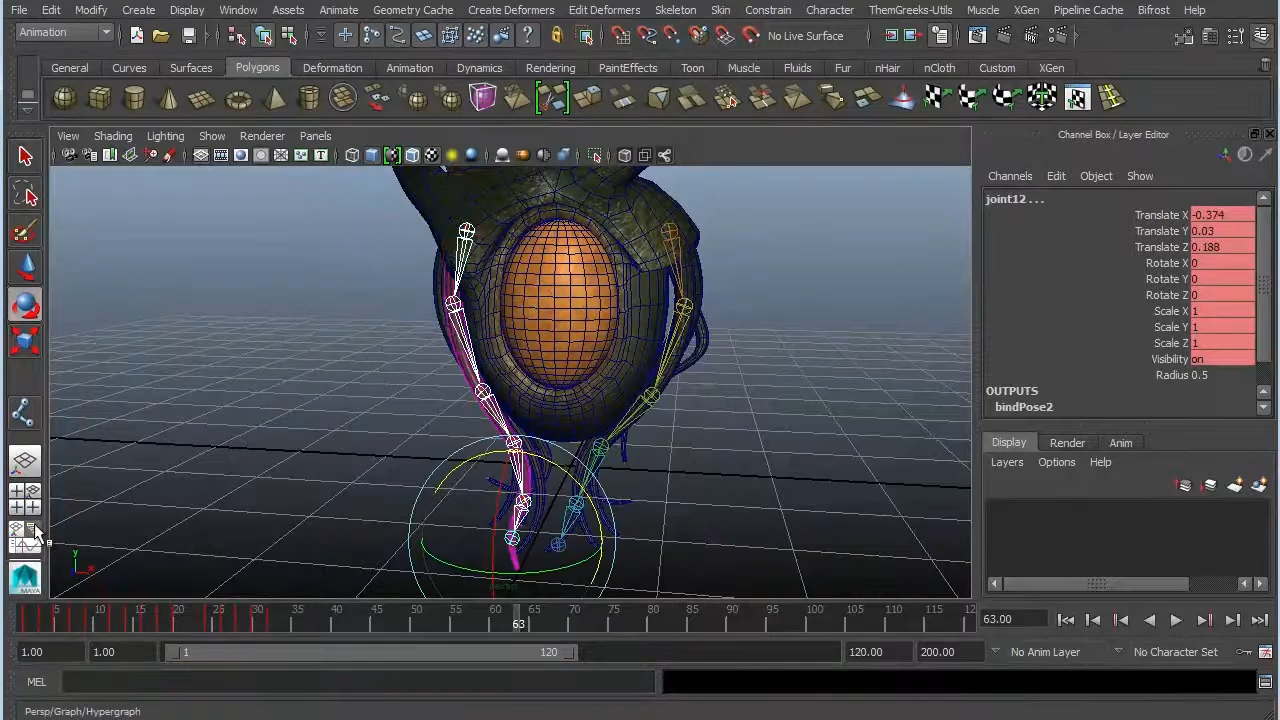 File Edit Modify Create Display Window Assets Animate Geometry Cache Create Deformers Edit Deformers Skeleton Skin Constrain Character ThemGreeks-Utils Muscle XGen Pipeline Cache Bifrost Help
Animation No Live Surface
General Curves Surfaces Polygons Deformation Animation Dynamics Rendering PaintEffects Toon Muscle Fluids Fur nHair nCloth Custom XGen
View Shading Lighting Show Renderer Panels
Channel Box / Layer Editor
Channels Edit Object Show
joint12 ...
Translate X -0.374
Translate Y 0.03
Translate Z 0.188
Rotate X 0
Rotate Y 0
Rotate Z 0
Scale X 1
Scale Y 1
Scale Z 1
Visibility on
Radius 0.5
OUTPUTS
bindPose2
Display Render Anim
Layers Options Help
y
x
persp
MAYA
5 10 15 20 25 30 35 40 45 50 55 60 65 70 75 80 85 90 95 100 105 110 115 12
63
63.00
1.00 1.00 1 120 120.00 200.00 No Anim Layer No Character Set
MEL
Persp/Graph/Hypergraph